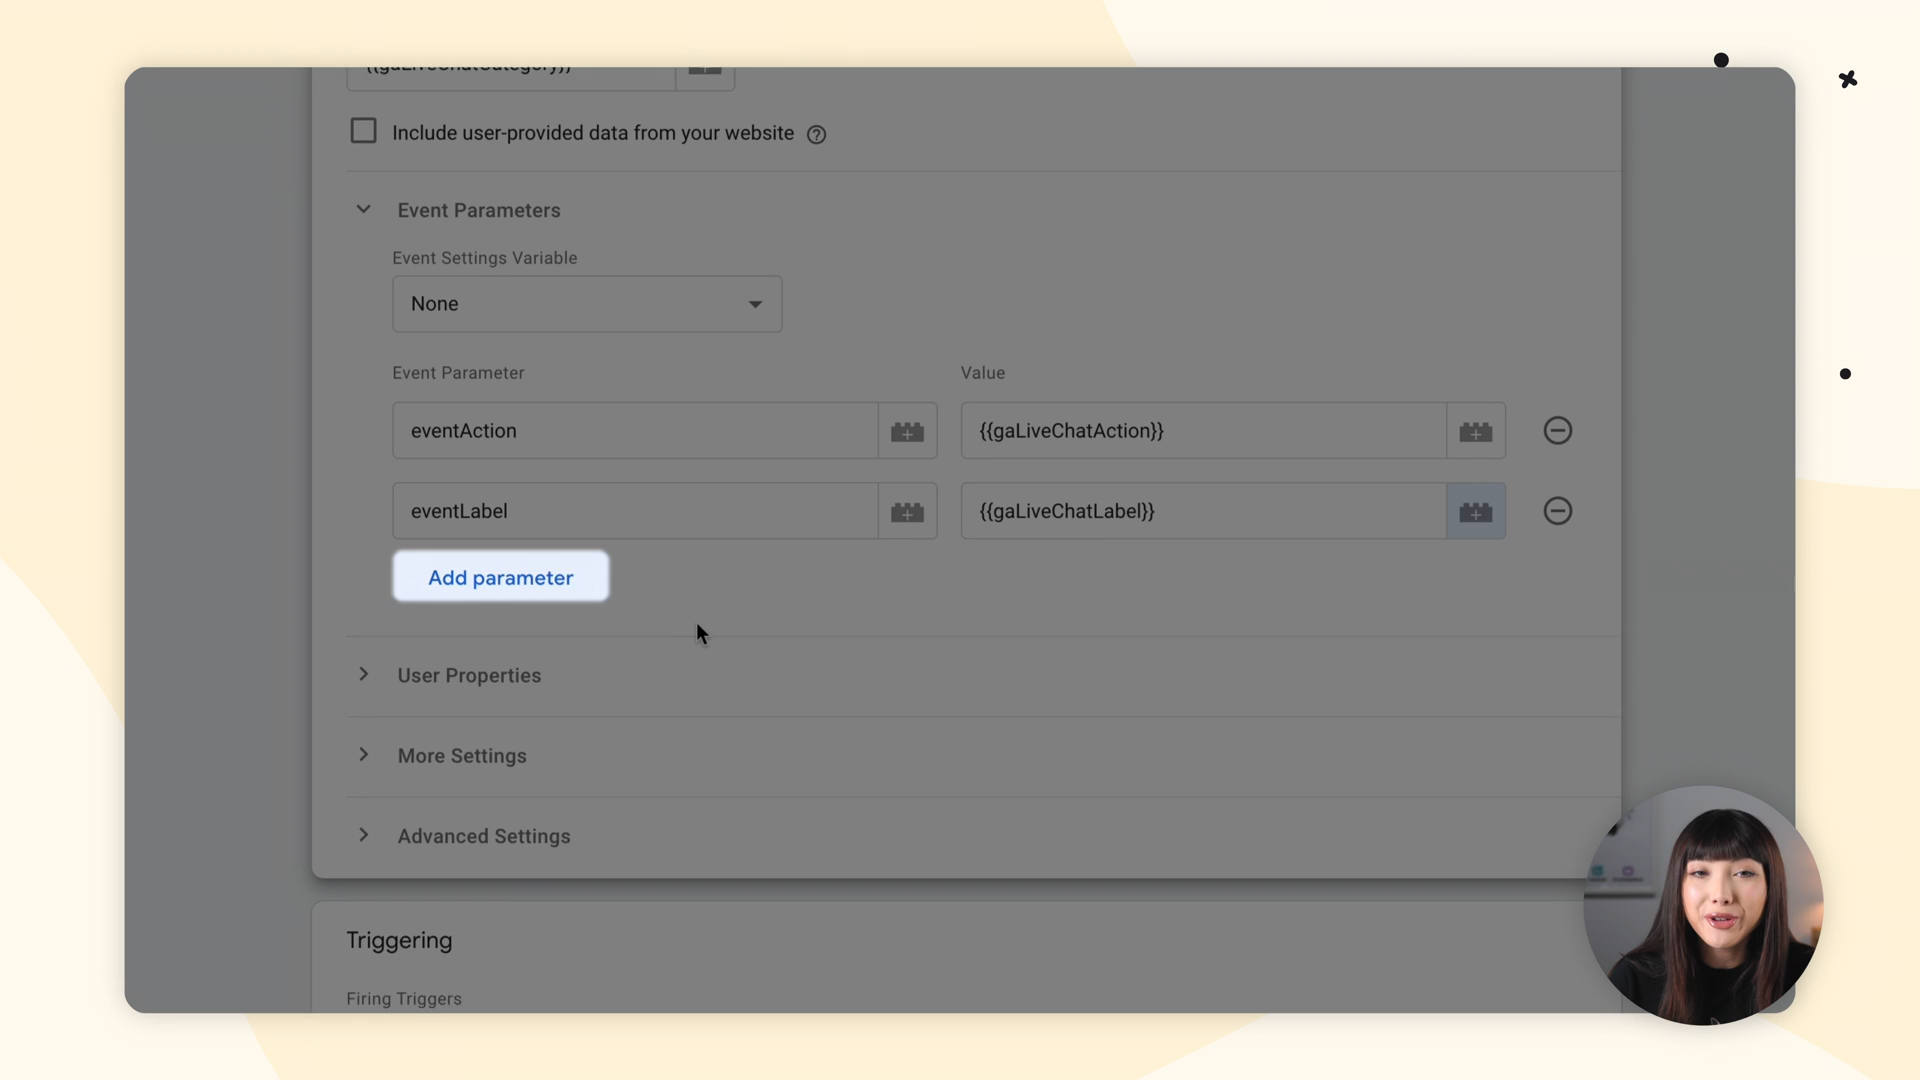 {{gaLiveChatCategory}}
Include user-provided data from your website
Event Parameters
Event Settings Variable
None
Event Parameter Value
eventAction {{gaLiveChatAction}}
eventLabel {{gaLiveChatLabel}}
Add parameter
User Properties
More Settings
Advanced Settings
Triggering
Firing Triggers